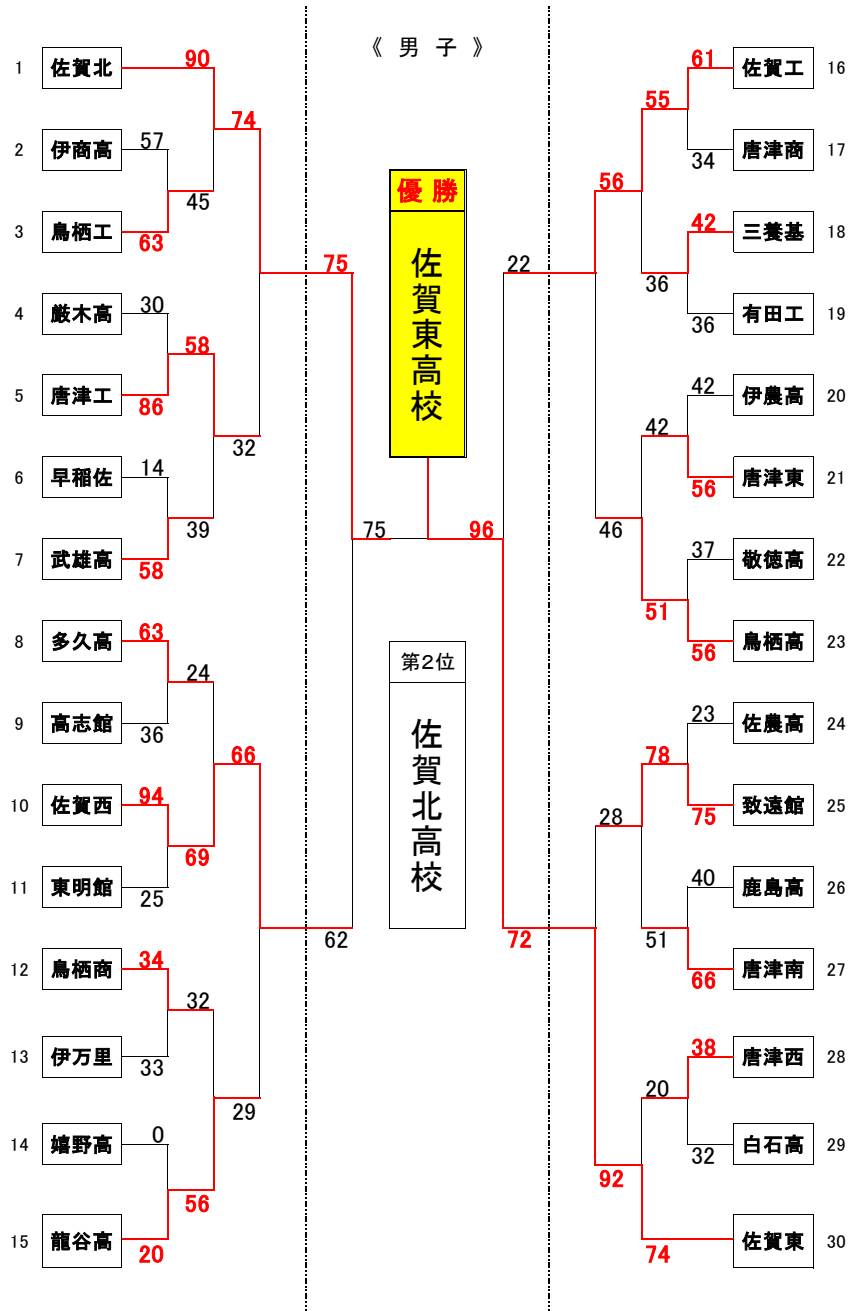 《 男 子 》
1 佐賀北 90
74
2 伊商高 57
45
3 鳥栖工 63
75
4 厳木高 30
58
5 唐津工 86
32
6 早稲佐 14
39
7 武雄高 58
75
8 多久高 63
24
9 高志館 36
66
10 佐賀西 94
69
11 東明館 25
62
12 鳥栖商 34
32
13 伊万里 33
29
14 嬉野高 0
56
15 龍谷高 20
優 勝
佐賀東高校
96
第2位
佐賀北高校
61 佐賀工 16
55
34 唐津商 17
56
42 三養基 18
36
36 有田工 19
22
42 伊農高 20
42
56 唐津東 21
46
37 敬徳高 22
51
56 鳥栖高 23
23 佐農高 24
78
75 致遠館 25
28
40 鹿島高 26
51
66 唐津南 27
72
38 唐津西 28
20
32 白石高 29
92
74 佐賀東 30